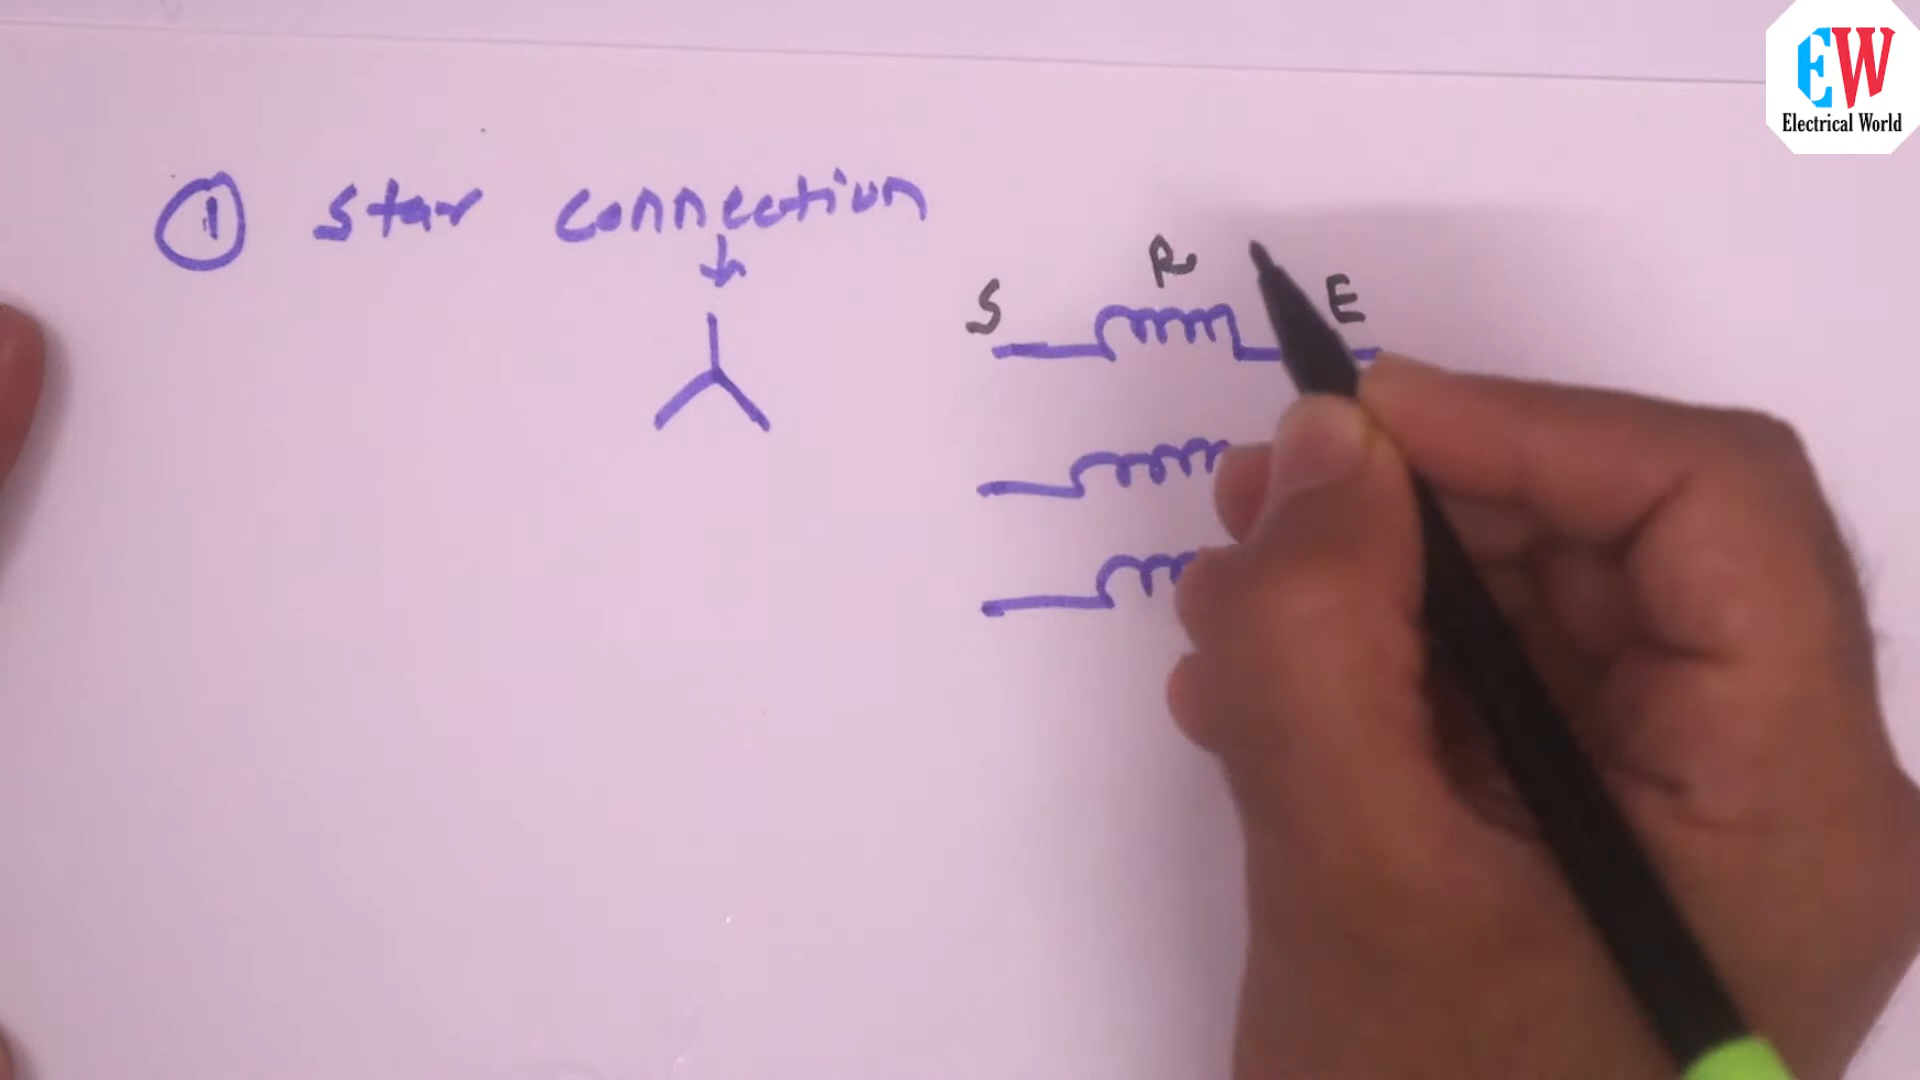 EW
Electrical World
1 Star connection
R
S E